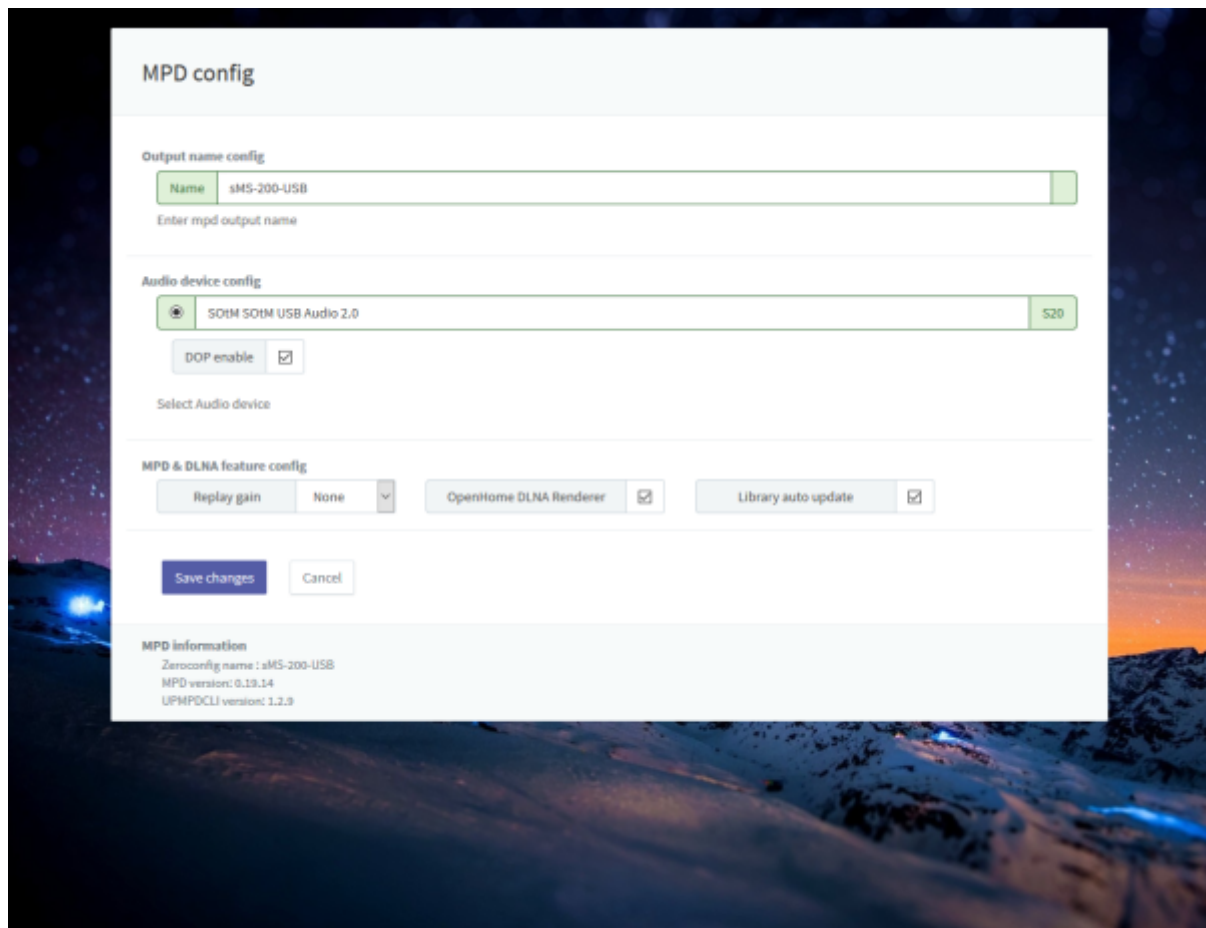 MPD config
Output name config
Name sMS-200-USB
Enter mpd output name
Audio device config
SOtM SOtM USB Audio 2.0 S20
DOP enable
Select Audio device
MPD & DLNA feature config
Replay gain None OpenHome DLNA Renderer Library auto update
Save changes Cancel
MPD information
Zeroconfig name : sMS-200-USB
MPD version: 0.19.14
UPMPDCLI version: 1.2.9